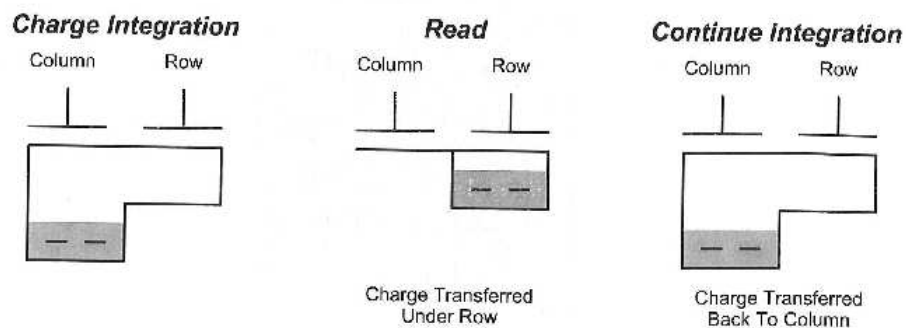 Charge Integration
Column Row
Read
Column Row
Charge Transferred
Under Row
Continue Integration
Column Row
Charge Transferred
Back To Column